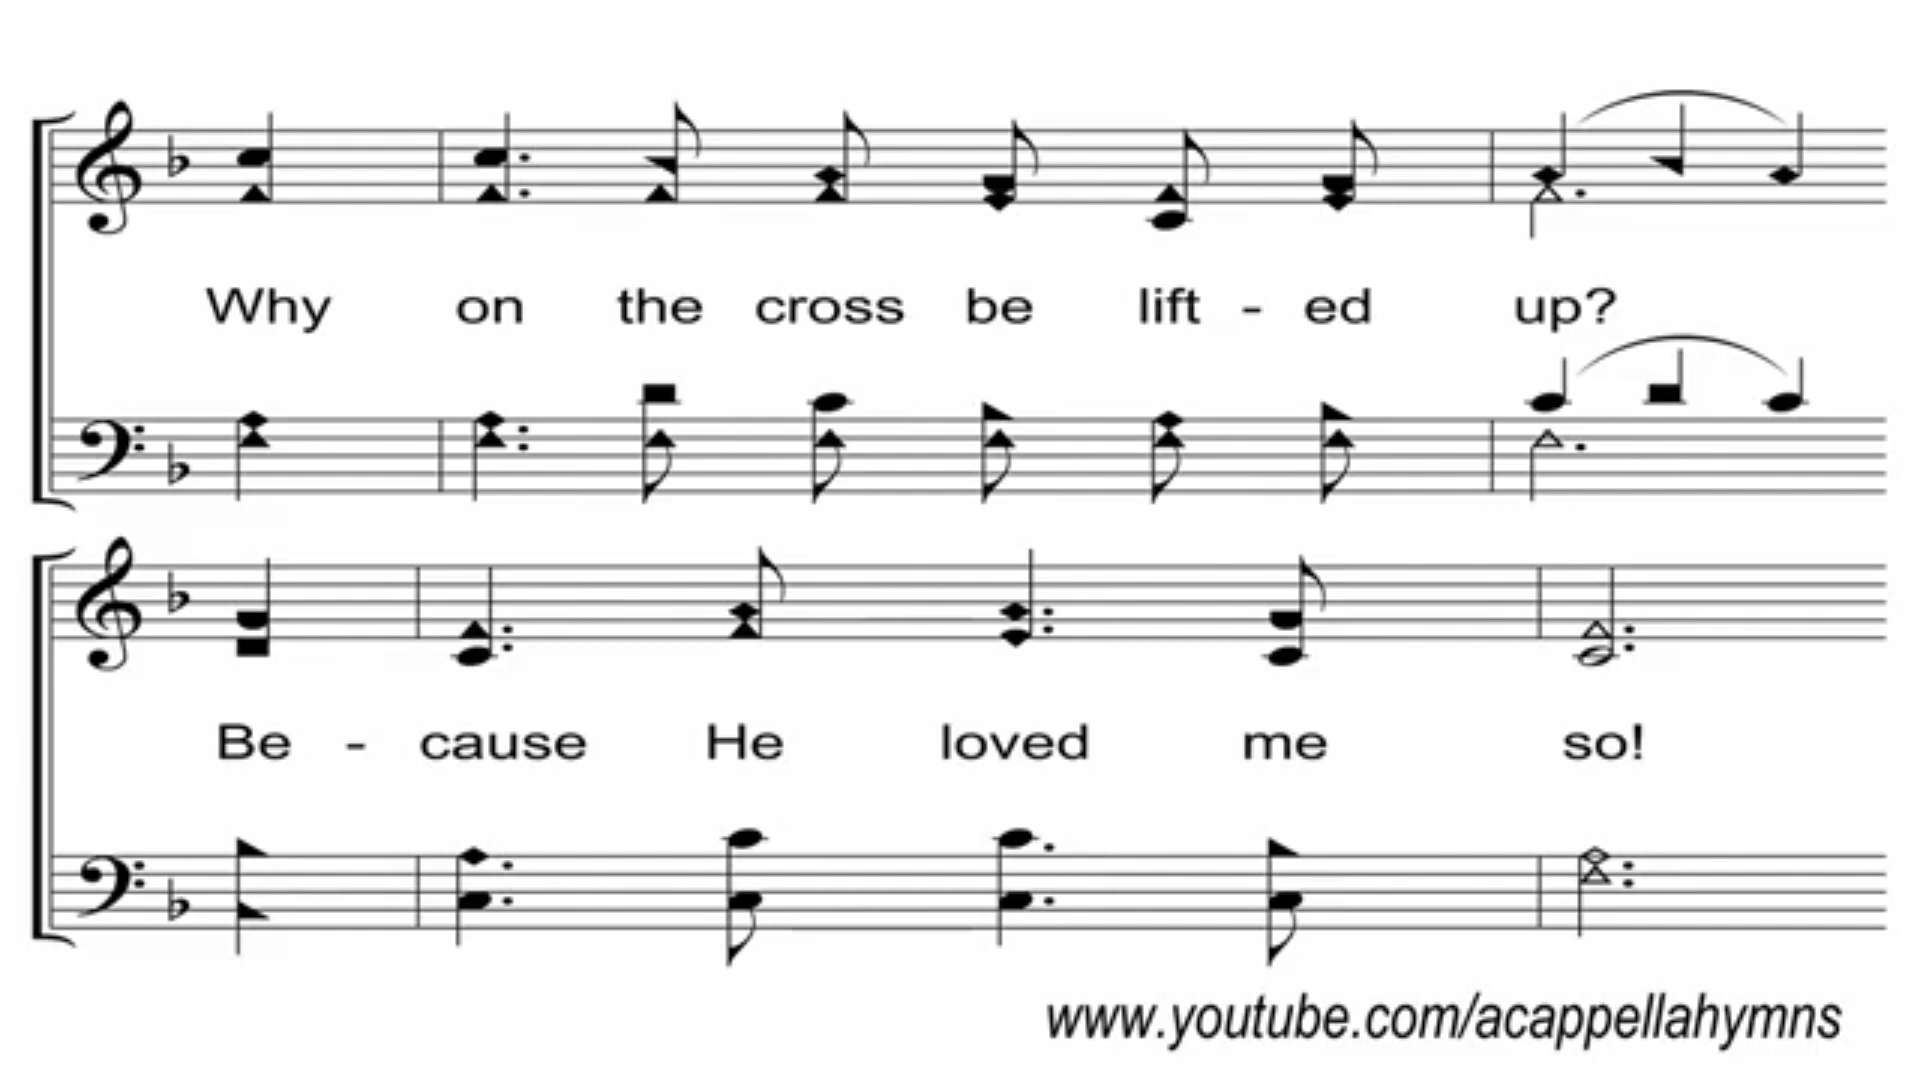 Why on the cross be lift - ed up?
Be - cause He loved me so!
www.youtube.com/acappellahymns